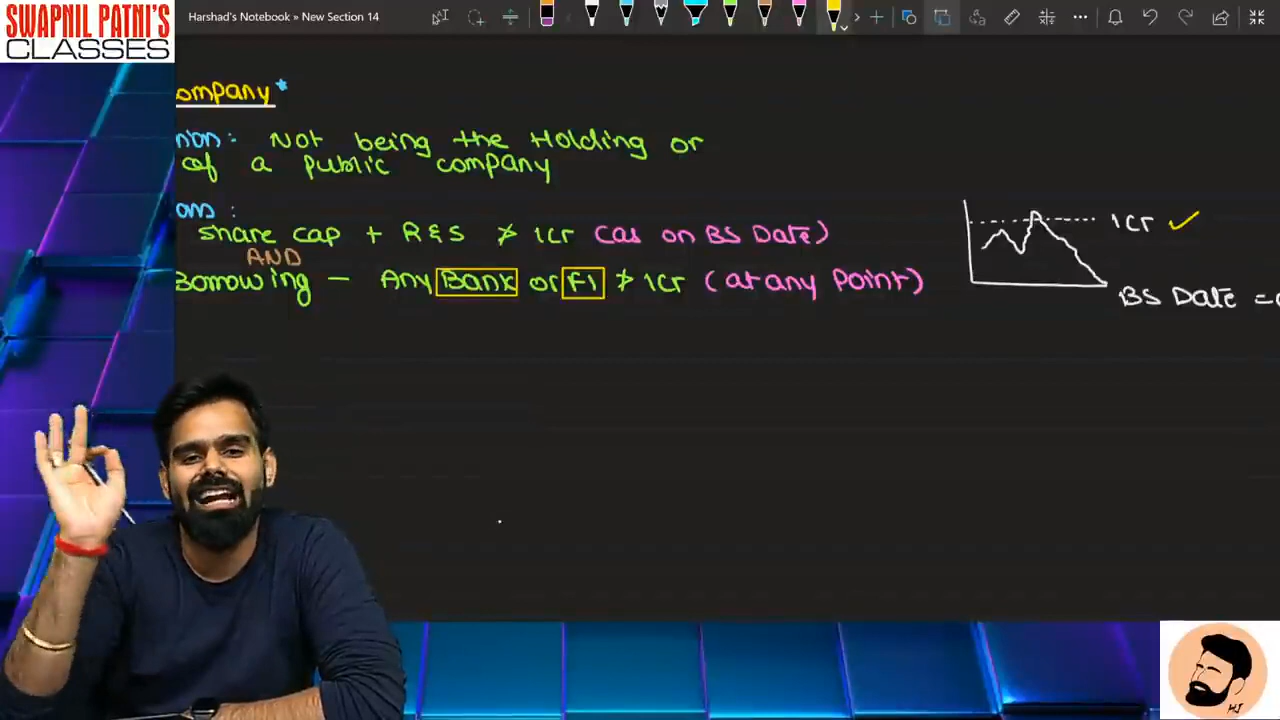 SWAPNIL PATNI'S
CLASSES
Harshad's Notebook » New Section 14
ompany*
Not being the Holding or
of a public company
ons :
share cap + R&S ≯ 1cr (as on BS Date)
AND
Borrowing - Any Bank or FI ≯ 1cr (at any Point)
1cr ✓
BS Date =
HJ